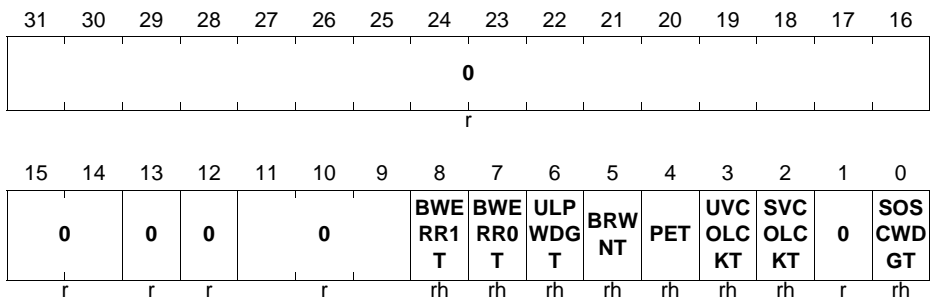 31 30 29 28 27 26 25 24 23 22 21 20 19 18 17 16
0
r
15 14 13 12 11 10 9 8 7 6 5 4 3 2 1 0
0 0 0 0 BWE RR1 T BWE RR0 T ULP WDG T BRW NT PET UVC OLC KT SVC OLC KT 0 SOS CWD GT
r r r r rh rh rh rh rh rh rh r rh